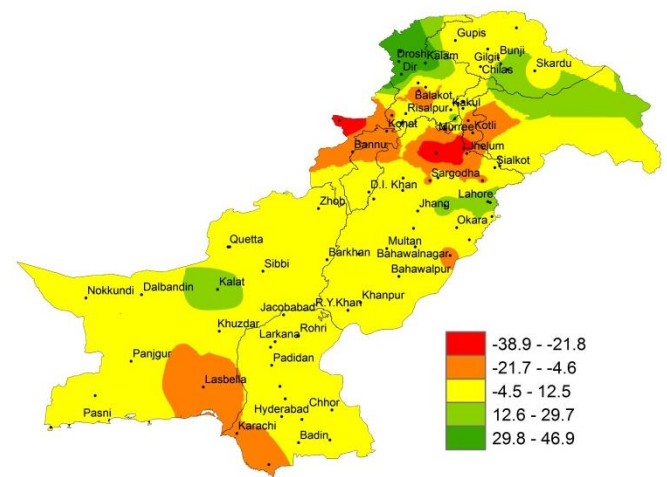 Gupis
Drosh
Kalam
Gilgit
Bunji
Dir
Chilas
Skardu
Balakot
Risalpur
Kakul
Kohat
Murree
Kotli
Bannu
Jhelum
Sialkot
Sargodha
D.I. Khan
Lahore
Zhob
Jhang
Okara
Quetta
Multan
Barkhan
Bahawalnagar
Sibbi
Bahawalpur
Kalat
Nokkundi
Dalbandin
Khanpur
R.Y.Khan
Jacobabad
Khuzdar
Rohri
Larkana
Panjgur
Padidan
Lasbella
Chhor
Hyderabad
Pasni
Karachi
Badin
-38.9 - -21.8
-21.7 - -4.6
-4.5 - 12.5
12.6 - 29.7
29.8 - 46.9